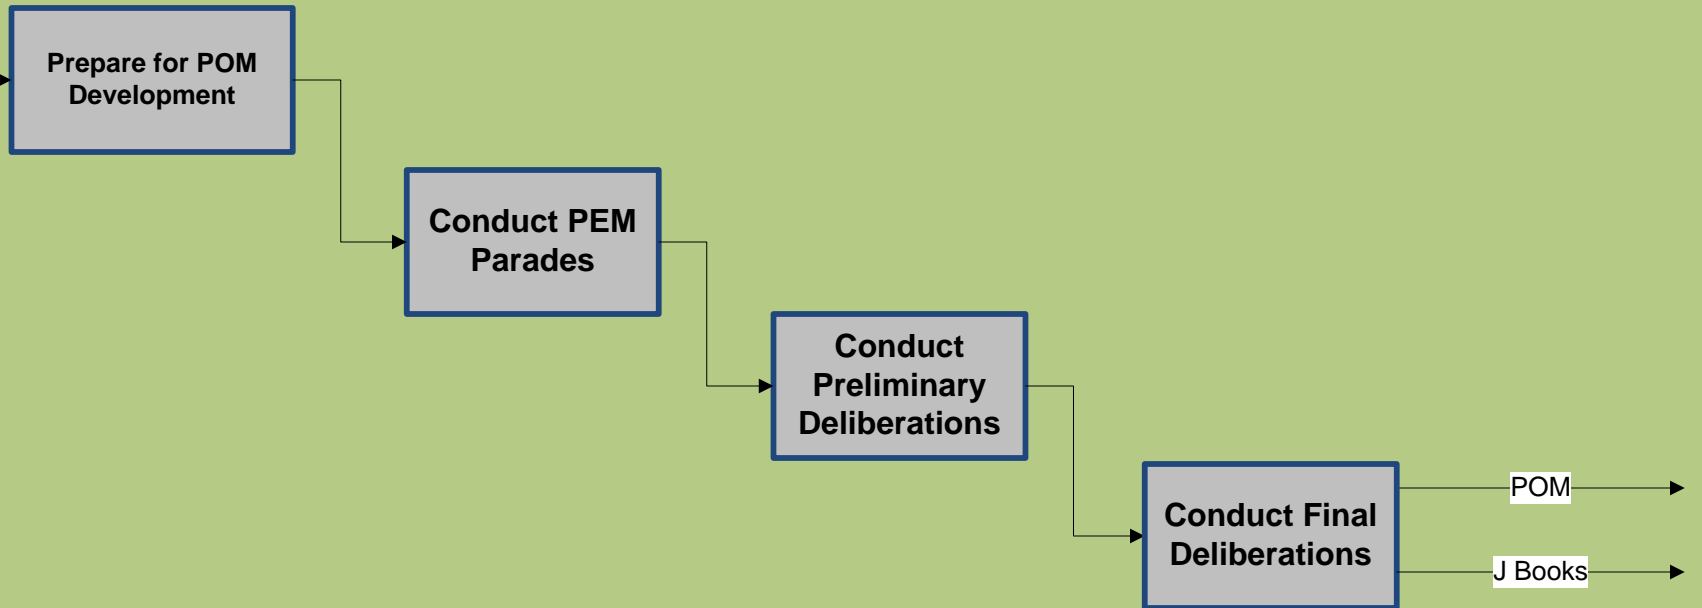 Prepare for POM
Development
Conduct PEM
Parades
Conduct
Preliminary
Deliberations
Conduct Final
Deliberations
POM
J Books